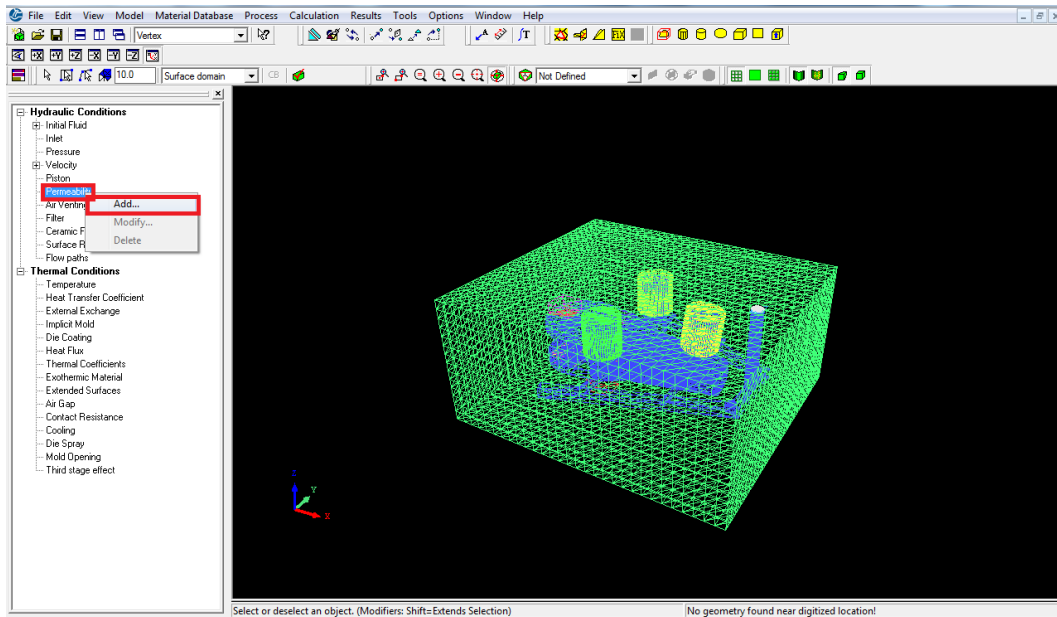 File Edit View Model Material Database Process Calculation Results Tools Options Window Help
Vertex
+X +Y +Z -X -Y -Z
10.0 Surface domain CB Not Defined
Hydraulic Conditions
Initial Fluid
Inlet
Pressure
Velocity
Piston
Permeability
Air Venting
Add...
Filter
Modify...
Ceramic F
Surface R
Delete
Flow paths
Thermal Conditions
Temperature
Heat Transfer Coefficient
External Exchange
Implicit Mold
Die Coating
Heat Flux
Thermal Coefficients
Exothermic Material
Extended Surfaces
Air Gap
Contact Resistance
Cooling
Die Spray
Mold Opening
Third stage effect
Z
Y
X
Select or deselect an object. (Modifiers: Shift=Extends Selection) No geometry found near digitized location!